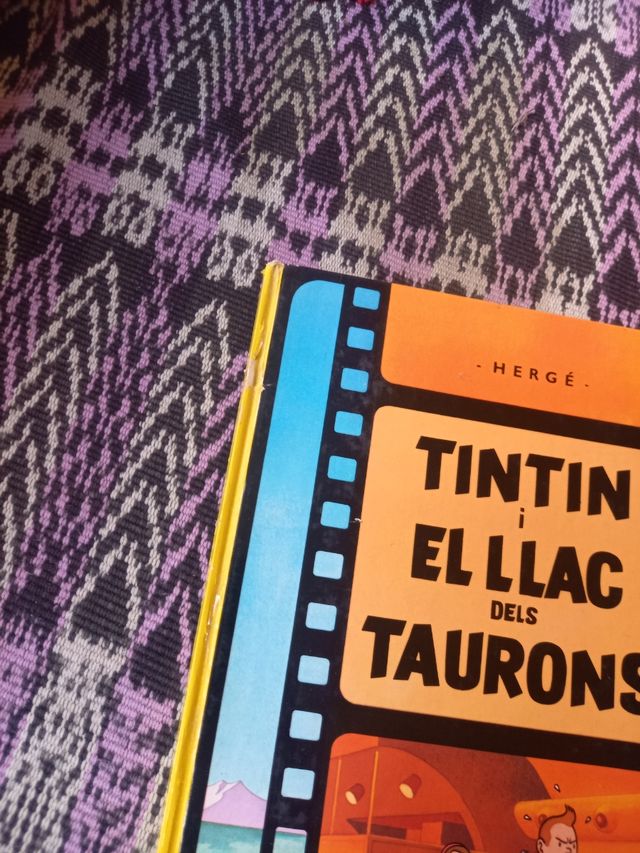 - HERGÉ -
TINTIN
i
EL LLAC
DELS
TAURONS